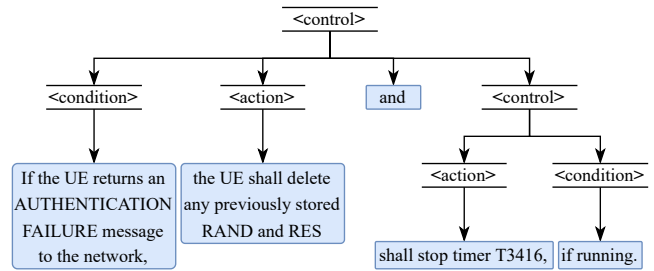 <control>
<condition>
<action>
and
<control>
If the UE returns an
AUTHENTICATION
FAILURE message
to the network,
the UE shall delete
any previously stored
RAND and RES
<action>
<condition>
shall stop timer T3416,
if running.